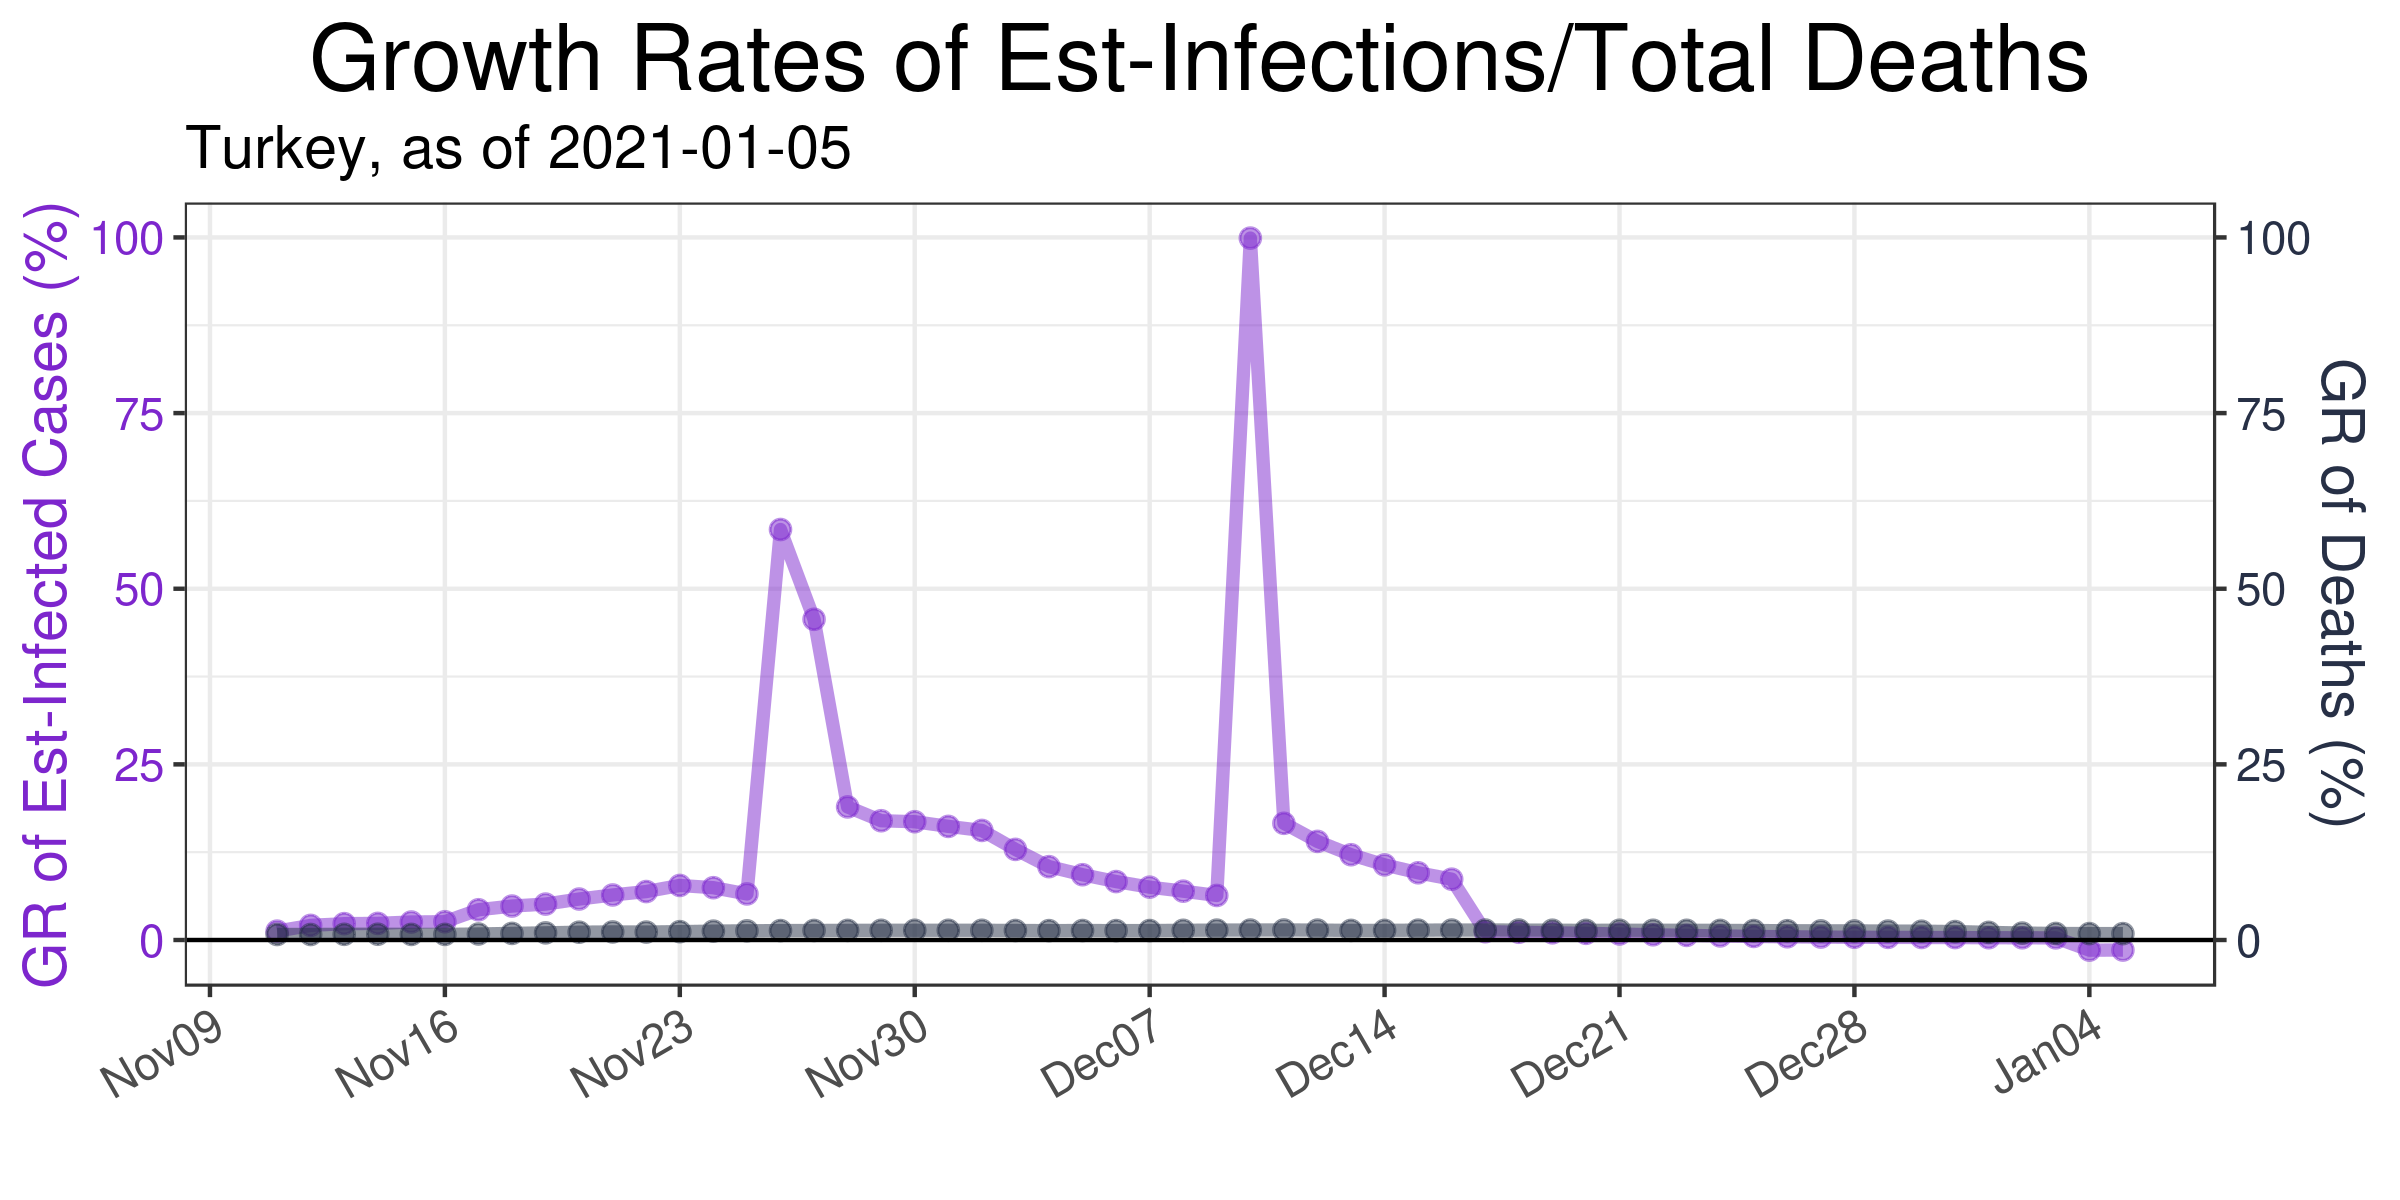 Growth Rates of Est-Infections/Total Deaths
Turkey, as of 2021-01-05
GR of Est-Infected Cases (%)
100
75
50
25
0
100
75
50
25
0
GR of Deaths (%)
Nov09
Nov16
Nov23
Nov30
Dec07
Dec14
Dec21
Dec28
Jan04